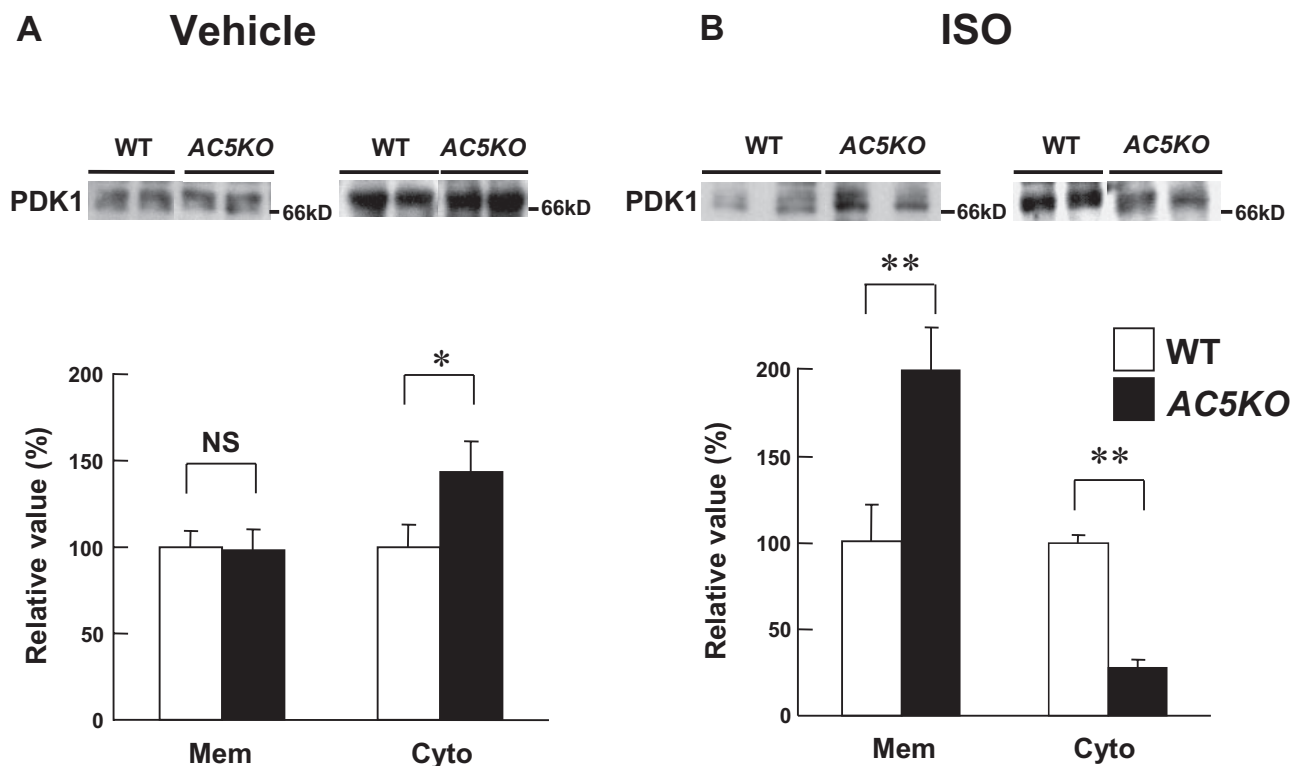 A Vehicle
WT AC5KO WT AC5KO
PDK1 66kD 66kD
NS *
Relative value (%)
200
150
100
50
0
Mem Cyto
B ISO
WT AC5KO WT AC5KO
PDK1 66kD 66kD
** **
WT
AC5KO
Relative value (%)
200
150
100
50
0
Mem Cyto